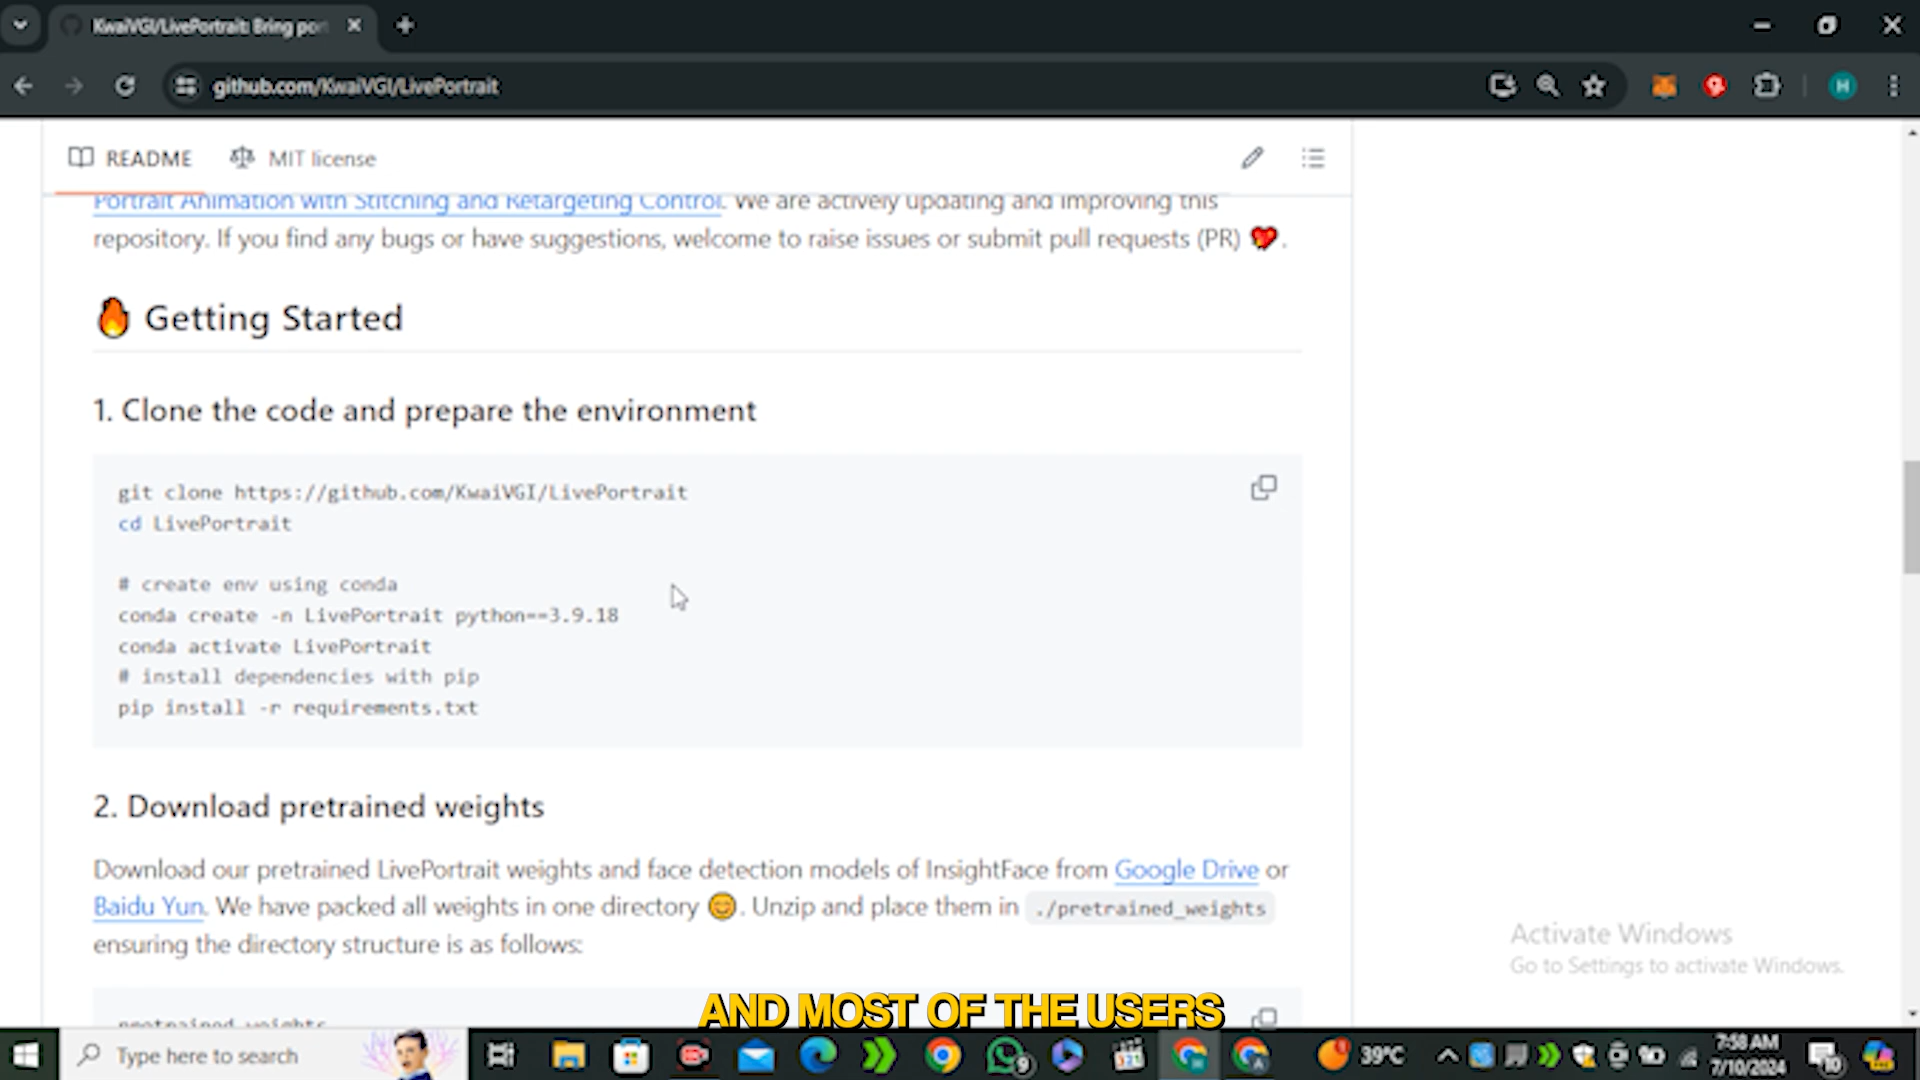 KwaiVGI/LivePortrait: Bring por
github.com/KwaiVGI/LivePortrait
H
README
MIT license
Portrait Animation with Stitching and Retargeting Control. We are actively updating and improving this
repository. If you find any bugs or have suggestions, welcome to raise issues or submit pull requests (PR) 💖.
🔥 Getting Started
1. Clone the code and prepare the environment
git clone https://github.com/KwaiVGI/LivePortrait
cd LivePortrait
# create env using conda
conda create -n LivePortrait python==3.9.18
conda activate LivePortrait
# install dependencies with pip
pip install -r requirements.txt
2. Download pretrained weights
Download our pretrained LivePortrait weights and face detection models of InsightFace from Google Drive or
Baidu Yun. We have packed all weights in one directory 😊. Unzip and place them in ./pretrained_weights
ensuring the directory structure is as follows:
pretrained_weights
Activate Windows
Go to Settings to activate Windows.
AND MOST OF THE USERS
Type here to search
9
39°C
7:58 AM
7/10/2024
10